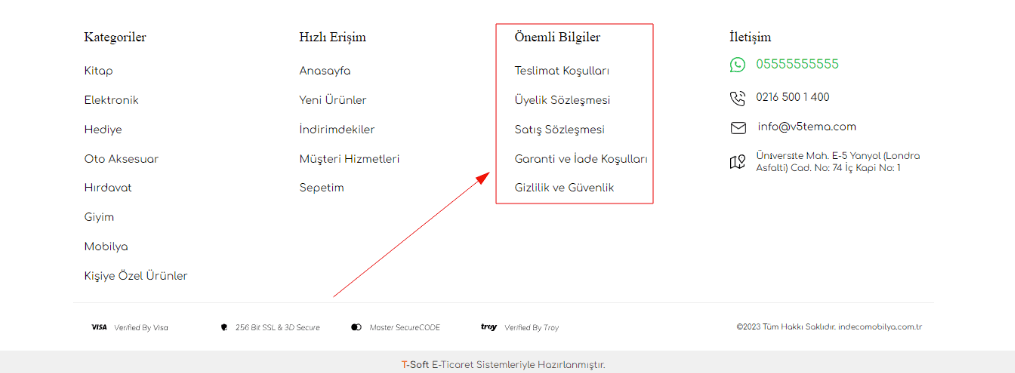 Kategoriler
Kitap
Elektronik
Hediye
Oto Aksesuar
Hırdavat
Giyim
Mobilya
Kişiye Özel Ürünler
Hızlı Erişim
Anasayfa
Yeni Ürünler
İndirimdekiler
Müşteri Hizmetleri
Sepetim
Önemli Bilgiler
Teslimat Koşulları
Üyelik Sözleşmesi
Satış Sözleşmesi
Garanti ve İade Koşulları
Gizlilik ve Güvenlik
İletişim
05555555555
0216 500 1 400
info@v5tema.com
Üniversite Mah. E-5 Yanyol (Londra
Asfalti) Cad. No: 74 İç Kapi No: 1
VISA Verified By Visa
256 Bit SSL & 3D Secure
Master SecureCODE
troy Verified By Troy
©2023 Tüm Hakkı Saklıdır. indecomobilya.com.tr
T-Soft E-Ticaret Sistemleriyle Hazırlanmıştır.